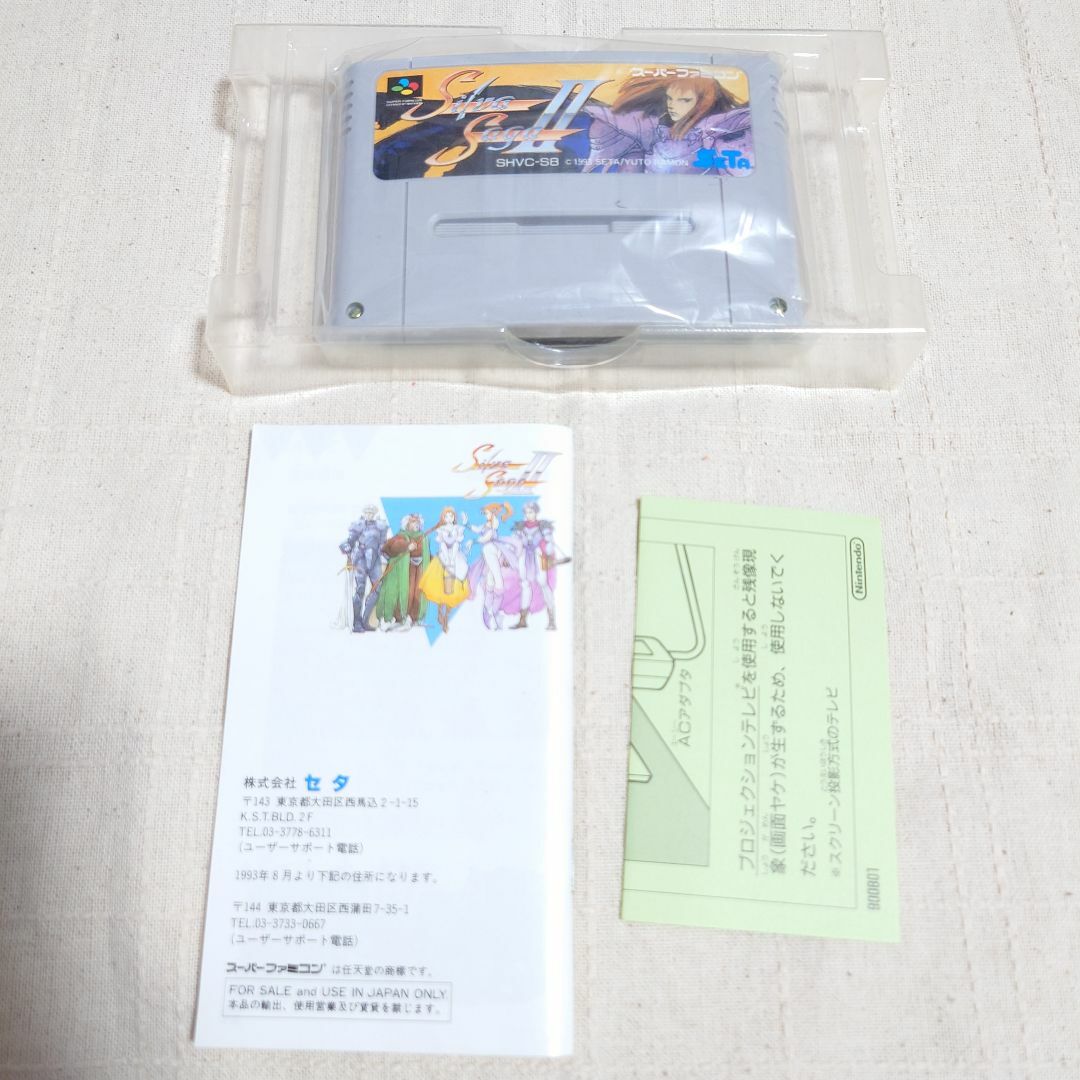 スーパーファミコン
Silva
Saga II
SHVC-SB © 1993 SETA/YUTO RAMON SETA
Silva
Saga II
株式会社 セタ
〒143 東京都大田区西馬込2-1-15
K.S.T.BLD. 2F
TEL.03-3778-6311
(ユーザーサポート電話)
1993年8月より下記の住所になります。
〒144 東京都大田区西蒲田7-35-1
TEL.03-3733-0667
(ユーザーサポート電話)
スーパーファミコン は任天堂の商標です。
FOR SALE and USE IN JAPAN ONLY.
本品の輸出、使用営業及び賃貸を禁じます。
Nintendo
ACアダプタ
プロジェクションテレビを使用すると残像現
象(画面ヤケ)が生ずるため、使用しないでく
ださい。
※スクリーン投影方式のテレビ
900801